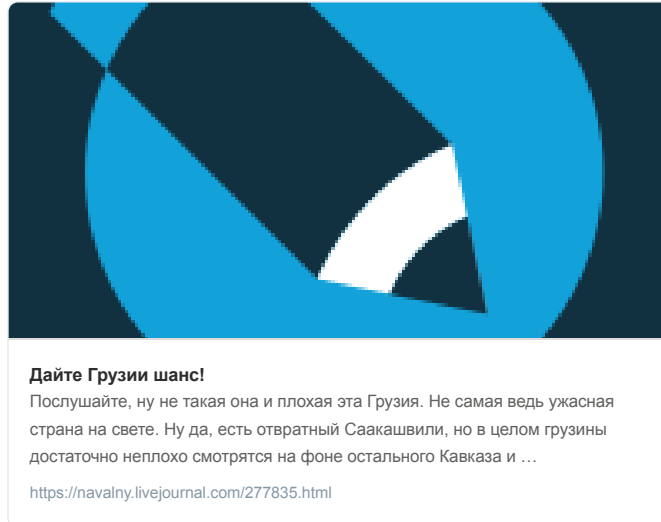 Дайте Грузии шанс!
Послушайте, ну не такая она и плохая эта Грузия. Не самая ведь ужасная
страна на свете. Ну да, есть отвратный Саакашвили, но в целом грузины
достаточно неплохо смотрятся на фоне остального Кавказа и …
https://navalny.livejournal.com/277835.html